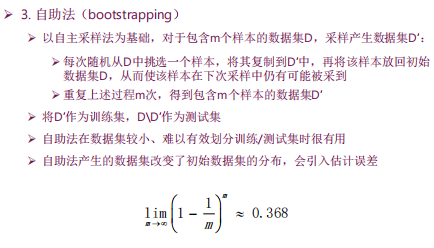 3. 自助法（bootstrapping）
以自主采样法为基础，对于包含m个样本的数据集D，采样产生数据集D'：
每次随机从D中挑选一个样本，将其复制到D'中，再将该样本放回初始
数据集D，从而使该样本在下次采样中仍有可能被采到
重复上述过程m次，得到包含m个样本的数据集D'
将D'作为训练集，D\D'作为测试集
自助法在数据集较小、难以有效划分训练/测试集时很有用
自助法产生的数据集改变了初始数据集的分布，会引入估计误差
lim_{m→∞} (1 − 1/m)^m ≈ 0.368